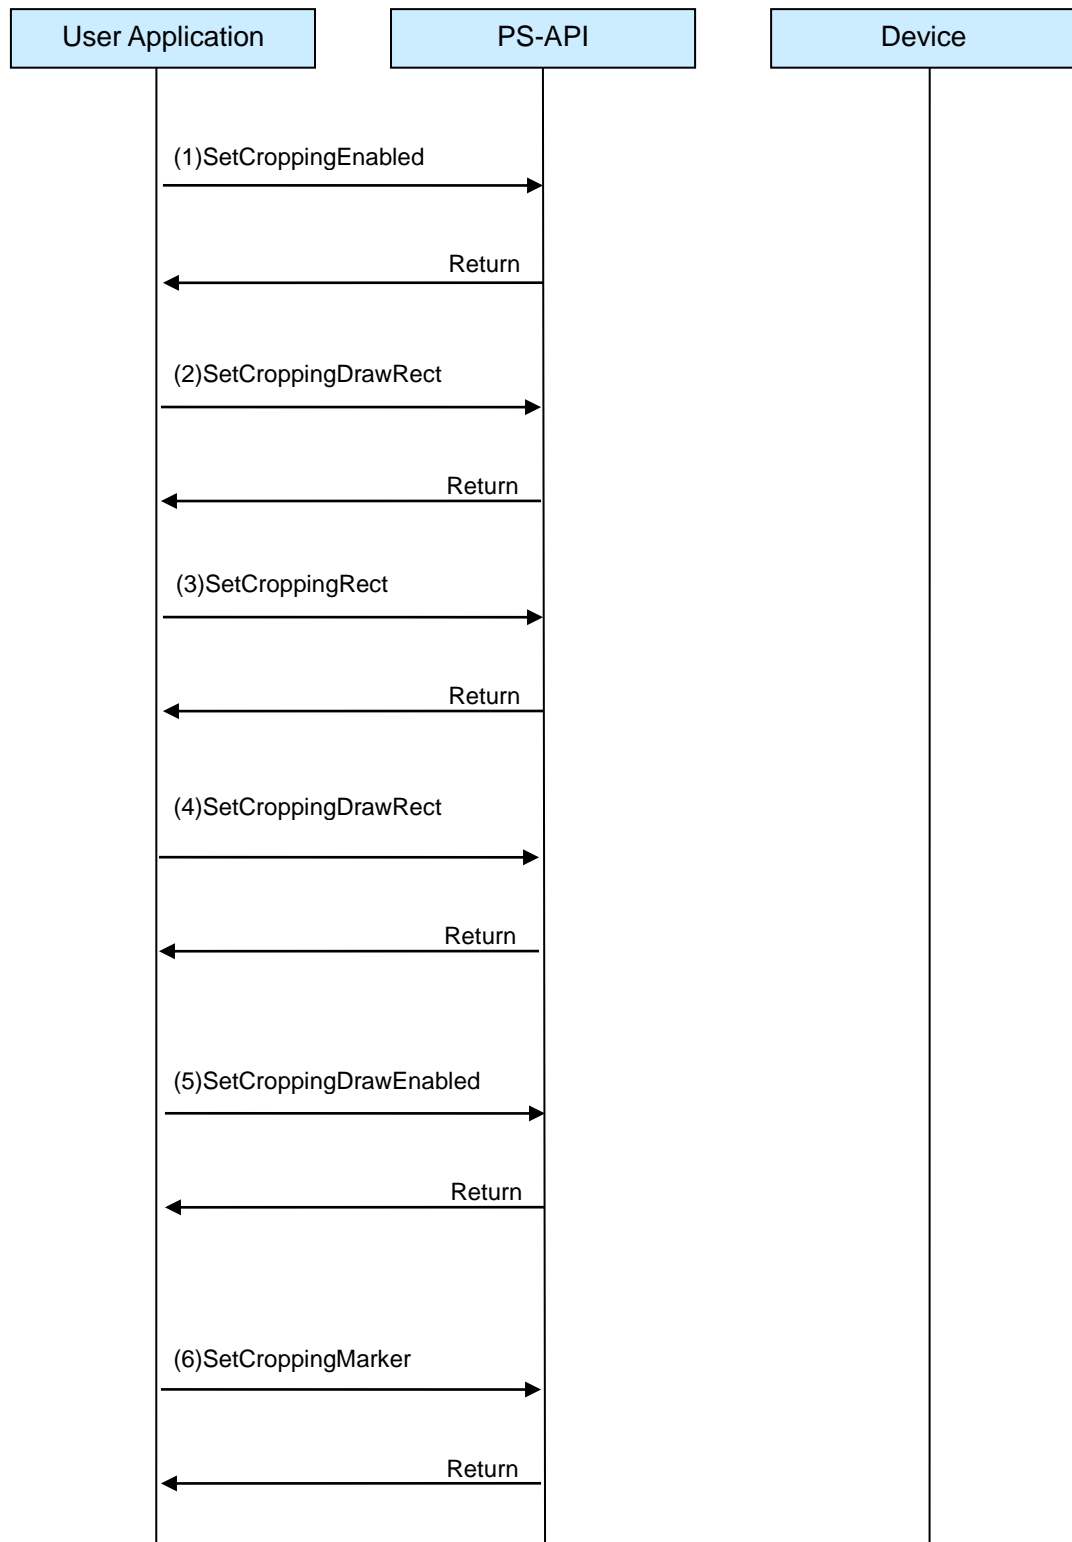 User Application
PS-API
Device
(1)SetCroppingEnabled
Return
(2)SetCroppingDrawRect
Return
(3)SetCroppingRect
Return
(4)SetCroppingDrawRect
Return
(5)SetCroppingDrawEnabled
Return
(6)SetCroppingMarker
Return